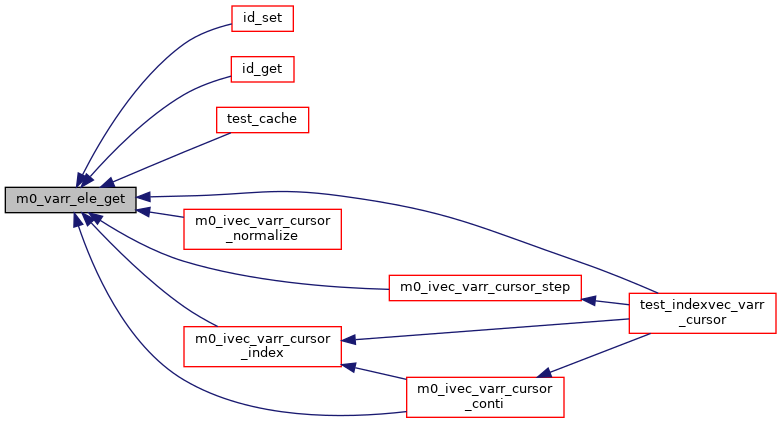 id_set
id_get
test_cache
m0_varr_ele_get
m0_ivec_varr_cursor
_normalize
m0_ivec_varr_cursor_step
test_indexvec_varr
_cursor
m0_ivec_varr_cursor
_index
m0_ivec_varr_cursor
_conti